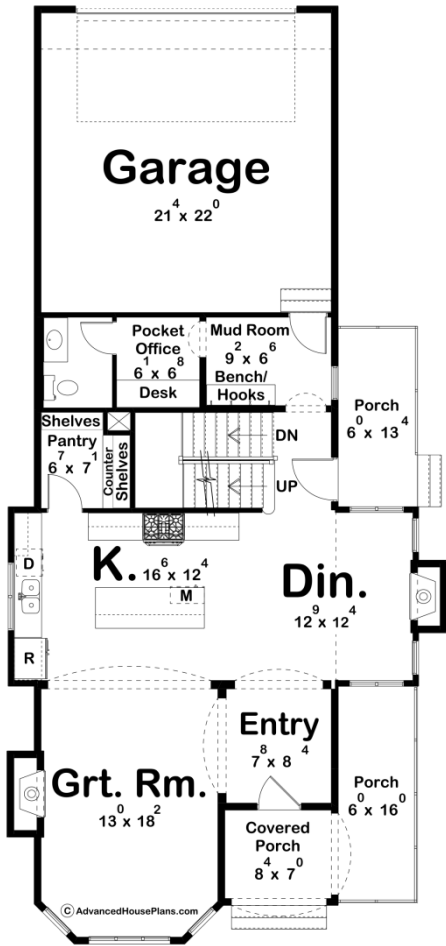 Garage
21⁴ x 22⁰
Pocket
Office
6¹ x 6⁸
Desk
Mud Room
9² x 6⁶
Bench/
Hooks
Porch
6⁰ x 13⁴
Shelves
Pantry
6⁷ x 7¹
Counter
Shelves
DN
UP
D
K.
16⁶ x 12⁴
M
Din.
12⁹ x 12⁴
R
Entry
7⁸ x 8⁴
Grt. Rm.
13⁰ x 18²
Porch
6⁰ x 16⁰
Covered
Porch
8⁴ x 7⁰
© AdvancedHousePlans.com